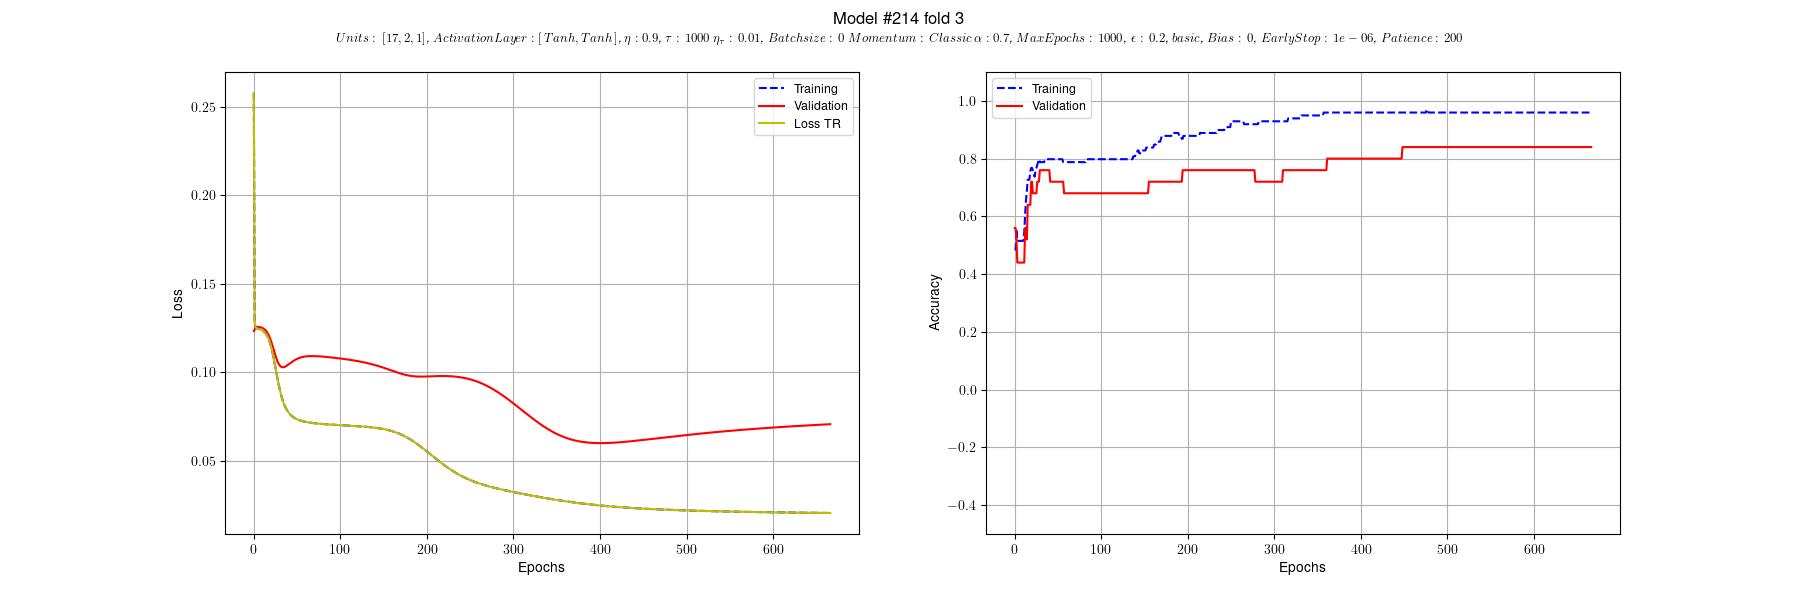 Model #214 fold 3
Units : [17, 2, 1], ActivationLayer : [Tanh, Tanh], η : 0.9, τ : 1000 ητ : 0.01, Batchsize : 0 Momentum : Classic α : 0.7, MaxEpochs : 1000, ϵ : 0.2, basic, Bias : 0, EarlyStop : 1e − 06, Patience : 200
Training
Validation
Loss TR
0.25
0.20
0.15
0.10
0.05
Loss
0 100 200 300 400 500 600
Epochs
Training
Validation
1.0
0.8
0.6
0.4
0.2
0.0
−0.2
−0.4
Accuracy
0 100 200 300 400 500 600
Epochs